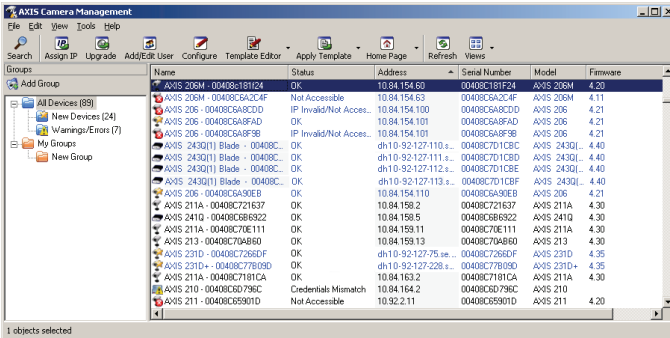 AXIS Camera Management
File Edit View Tools Help
Search Assign IP Upgrade Add/Edit User Configure Template Editor Apply Template Home Page Refresh Views
Groups
Add Group
All Devices (89)
New Devices (24)
Warnings/Errors (7)
My Groups
New Group
Name Status Address Serial Number Model Firmware
AXIS 206M - 00408c181f24 OK 10.84.154.60 00408C181F24 AXIS 206M 4.20
AXIS 206M - 00408C6A2C4F Not Accessible 10.84.154.63 00408C6A2C4F AXIS 206M 4.11
AXIS 206 - 00408C6A8CDD IP Invalid/Not Acces... 10.84.154.100 00408C6A8CDD AXIS 206 4.21
AXIS 206 - 00408C6A8FAD OK 10.84.154.101 00408C6A8FAD AXIS 206 4.21
AXIS 206 - 00408C6A8F9B IP Invalid/Not Acces... 10.84.154.101 00408C6A8F9B AXIS 206 4.21
AXIS 243Q(1) Blade - 00408C... OK dh10-92-127-110.s... 00408C7D1CBC AXIS 243Q(... 4.40
AXIS 243Q(1) Blade - 00408C... OK dh10-92-127-111.s... 00408C7D1CBD AXIS 243Q(... 4.40
AXIS 243Q(1) Blade - 00408C... OK dh10-92-127-112.s... 00408C7D1CBE AXIS 243Q(... 4.40
AXIS 243Q(1) Blade - 00408C... OK dh10-92-127-113.s... 00408C7D1CBF AXIS 243Q(... 4.40
AXIS 206 - 00408C6A90EB OK 10.84.154.110 00408C6A90EB AXIS 206 4.21
AXIS 211A - 00408C721637 OK 10.84.158.2 00408C721637 AXIS 211A 4.30
AXIS 241Q - 00408C6B6922 OK 10.84.158.5 00408C6B6922 AXIS 241Q 4.30
AXIS 211A - 00408C70E111 OK 10.84.159.11 00408C70E111 AXIS 211A 4.30
AXIS 213 - 00408C70AB60 OK 10.84.159.13 00408C70AB60 AXIS 213 4.30
AXIS 231D - 00408C7266DF OK dh10-92-127-75.se... 00408C7266DF AXIS 231D 4.35
AXIS 231D+ - 00408C77B09D OK dh10-92-127-228.s... 00408C77B09D AXIS 231D+ 4.35
AXIS 211A - 00408C7181CA OK 10.84.163.2 00408C7181CA AXIS 211A 4.30
AXIS 210 - 00408C6D796C Credentials Mismatch 10.84.164.2 00408C6D796C AXIS 210
AXIS 211 - 00408C65901D Not Accessible 10.92.2.11 00408C65901D AXIS 211 4.20
1 objects selected